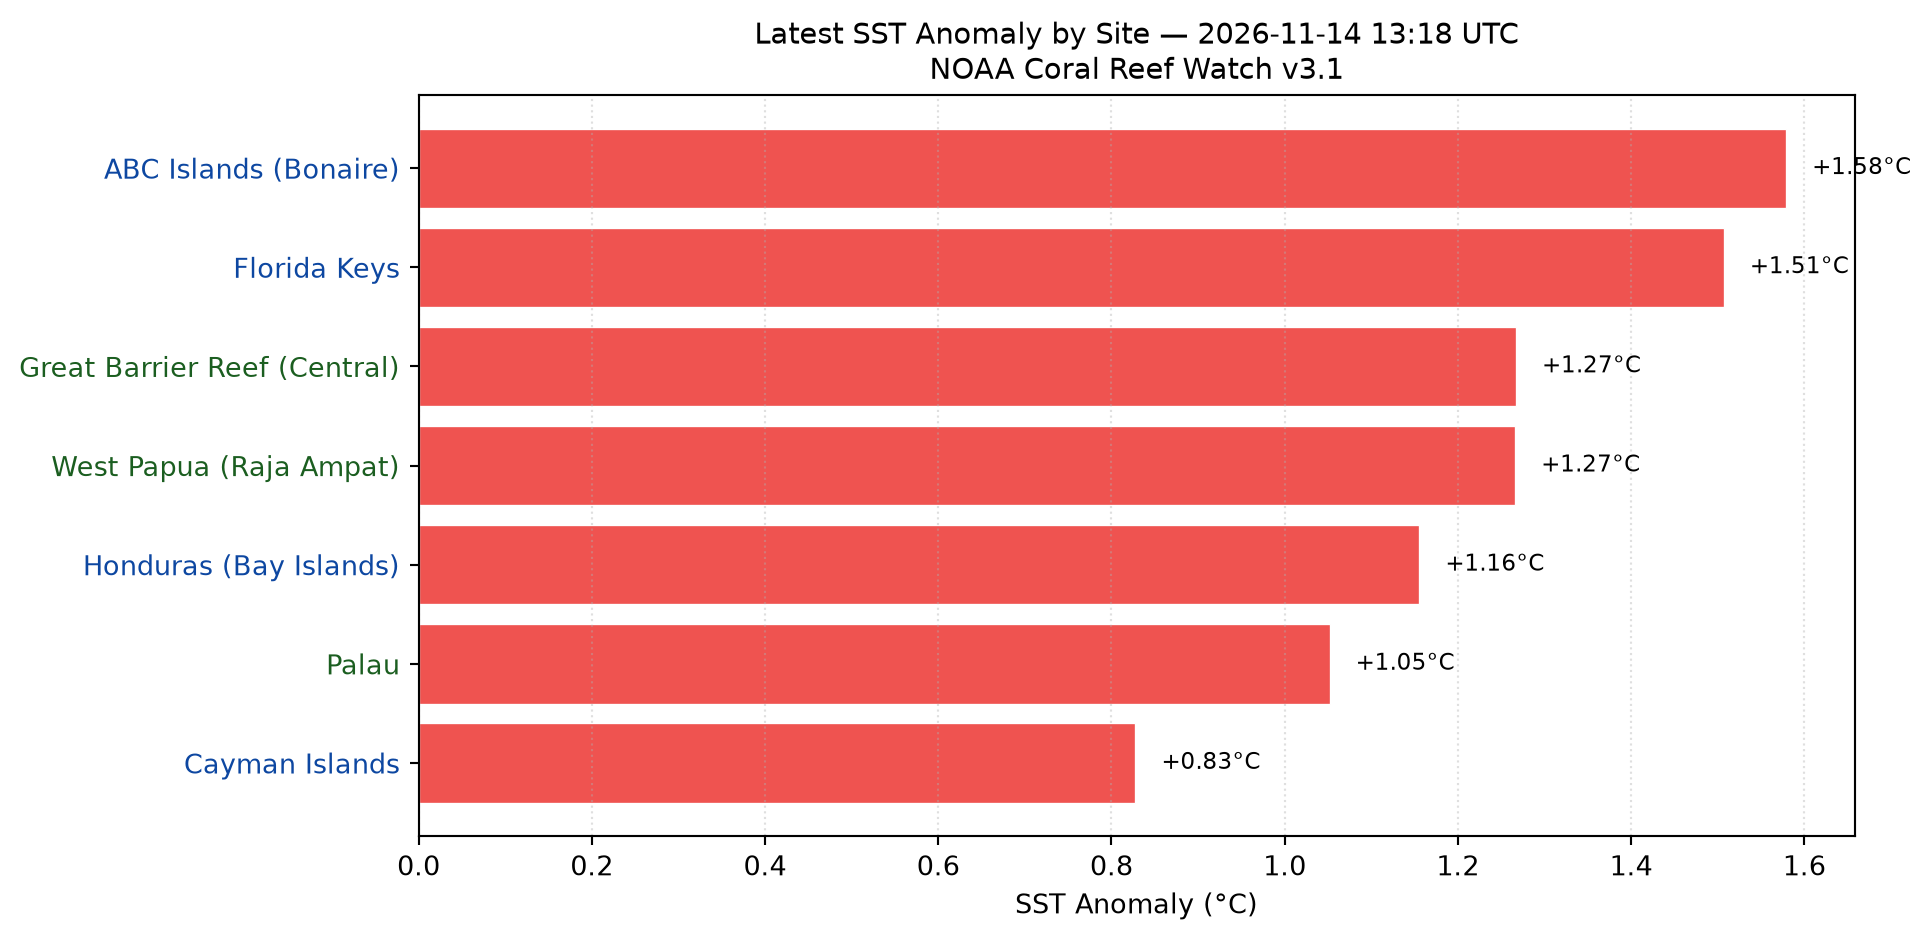 Latest SST Anomaly by Site — 2026-11-14 13:18 UTC
NOAA Coral Reef Watch v3.1
ABC Islands (Bonaire)
+1.58°C
Florida Keys
+1.51°C
Great Barrier Reef (Central)
+1.27°C
West Papua (Raja Ampat)
+1.27°C
Honduras (Bay Islands)
+1.16°C
Palau
+1.05°C
Cayman Islands
+0.83°C
0.0 0.2 0.4 0.6 0.8 1.0 1.2 1.4 1.6
SST Anomaly (°C)